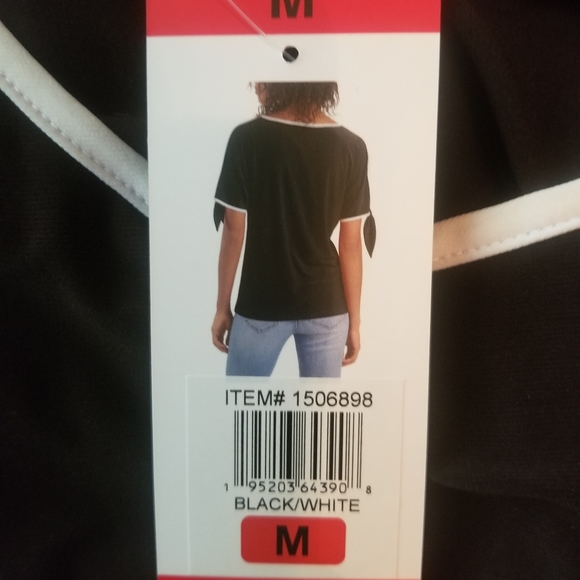 M
ITEM# 1506898
1 95203 64390 8
BLACK/WHITE
M